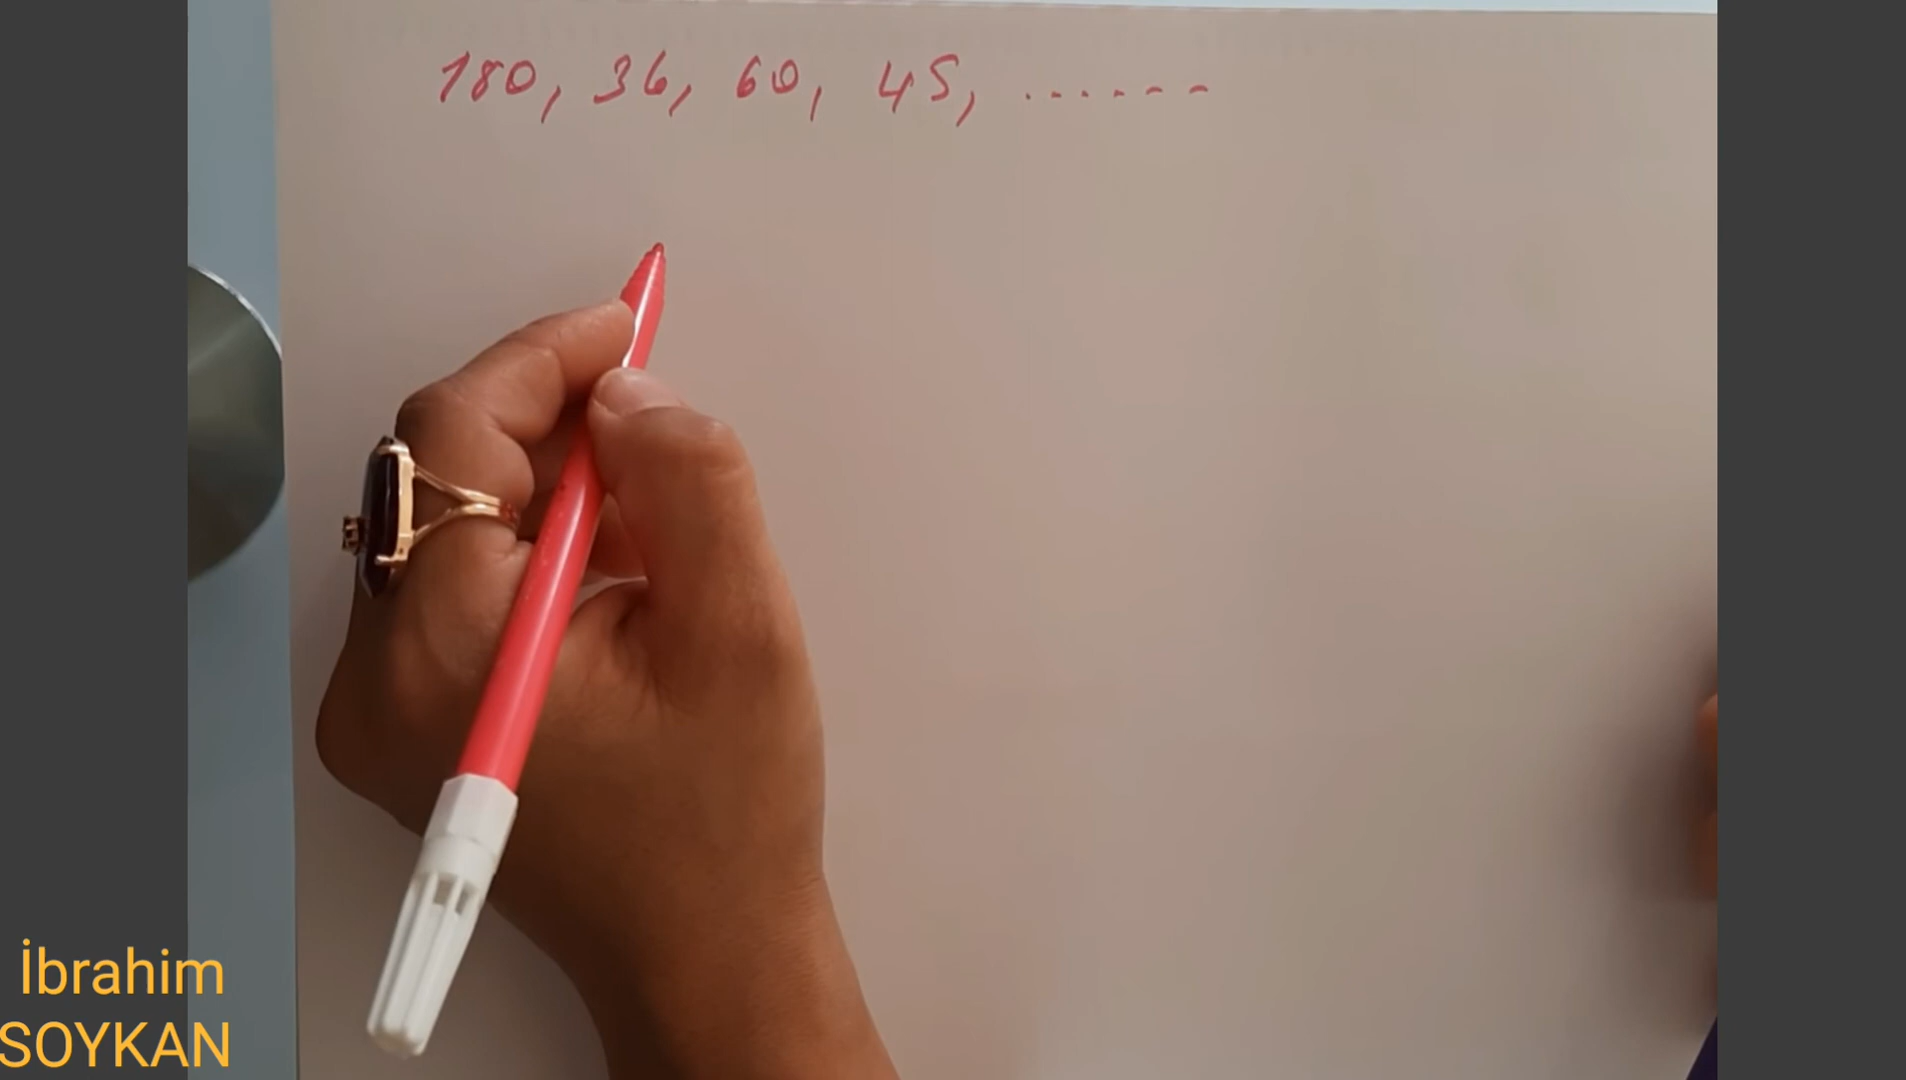 180, 36, 60, 45, .......
İbrahim
SOYKAN